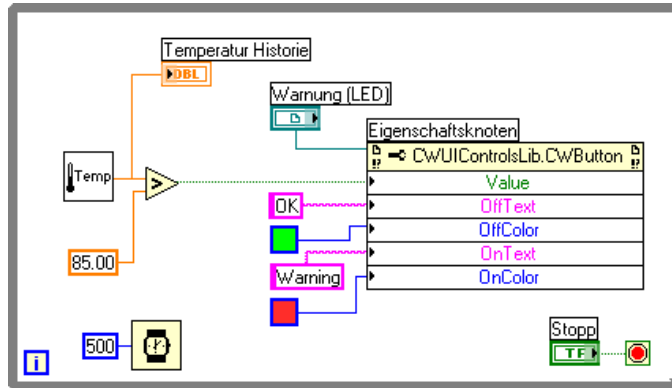 Temperatur Historie
DBL
Warnung (LED)
Eigenschaftsknoten
CWUIControlsLib.CWButton
Temp
>
Value
OK
OffText
OffColor
85.00
Warning
OnText
OnColor
500
Stopp
TF
i